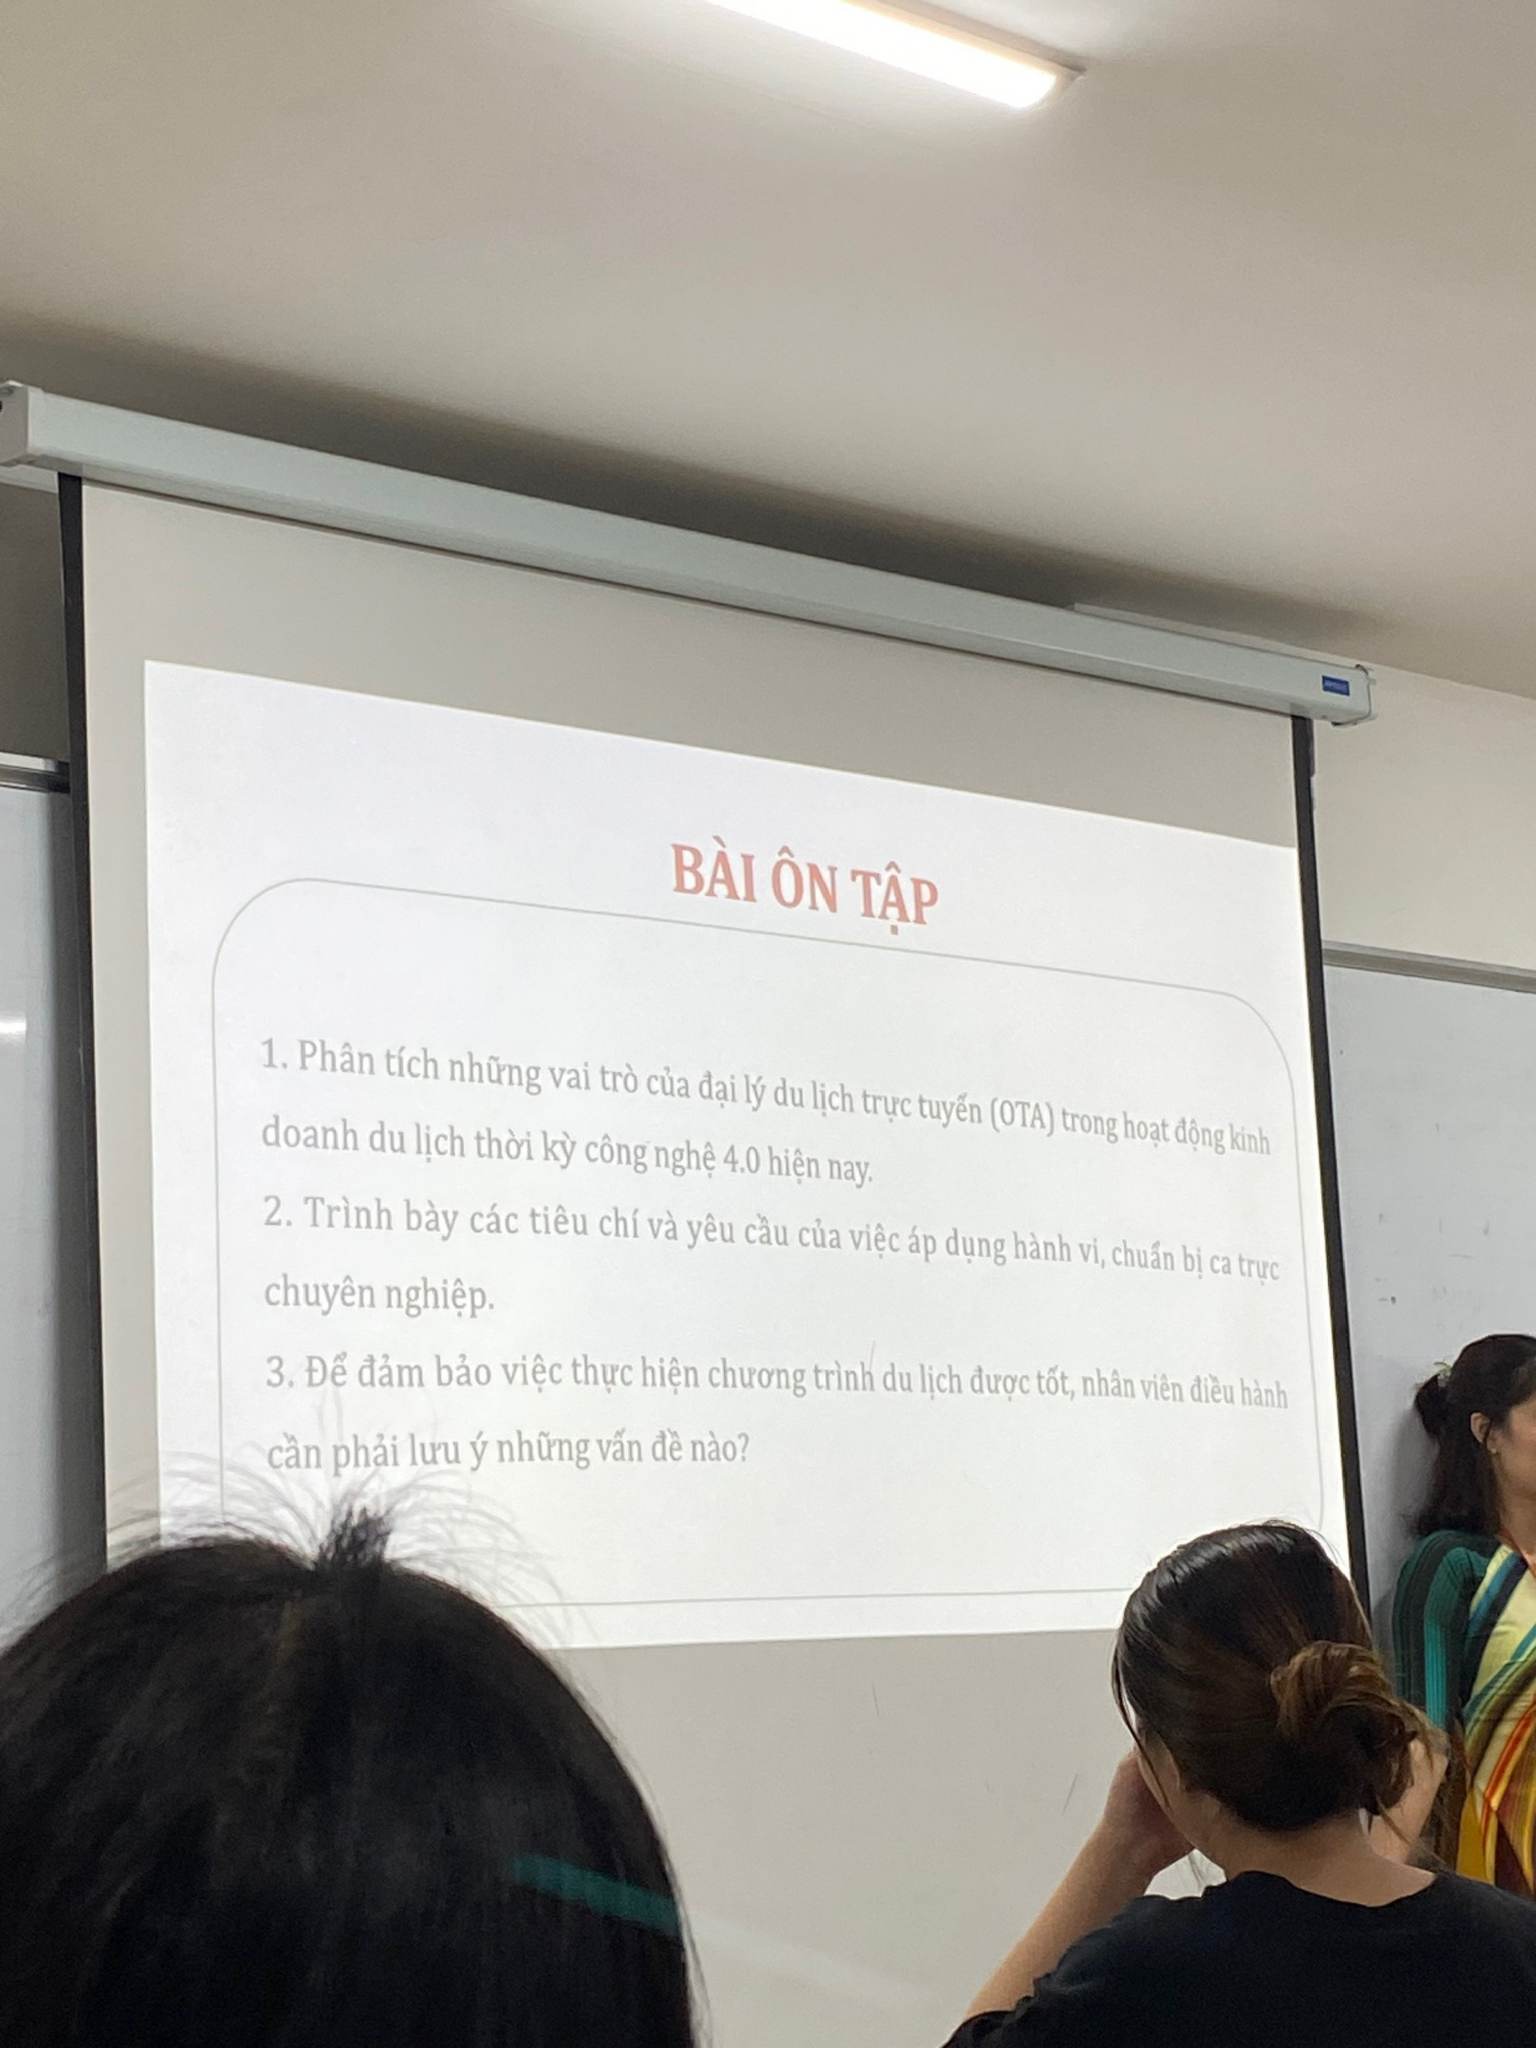 BÀI ÔN TẬP
1. Phân tích những vai trò của đại lý du lịch trực tuyến (OTA) trong hoạt động kinh
doanh du lịch thời kỳ công nghệ 4.0 hiện nay.
2. Trình bày các tiêu chí và yêu cầu của việc áp dụng hành vi, chuẩn bị ca trực
chuyên nghiệp.
3. Để đảm bảo việc thực hiện chương trình du lịch được tốt, nhân viên điều hành
cần phải lưu ý những vấn đề nào?